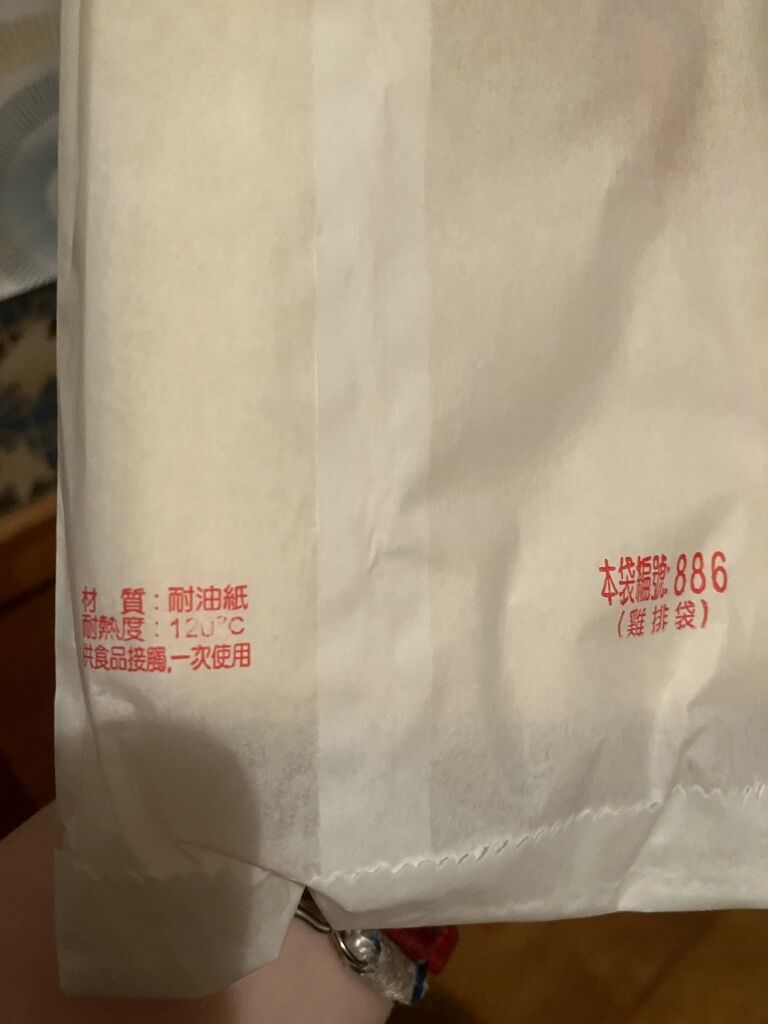 材 質：耐油紙
耐熱度：120°C
供食品接觸,一次使用
本袋編號:886
(雞排袋)